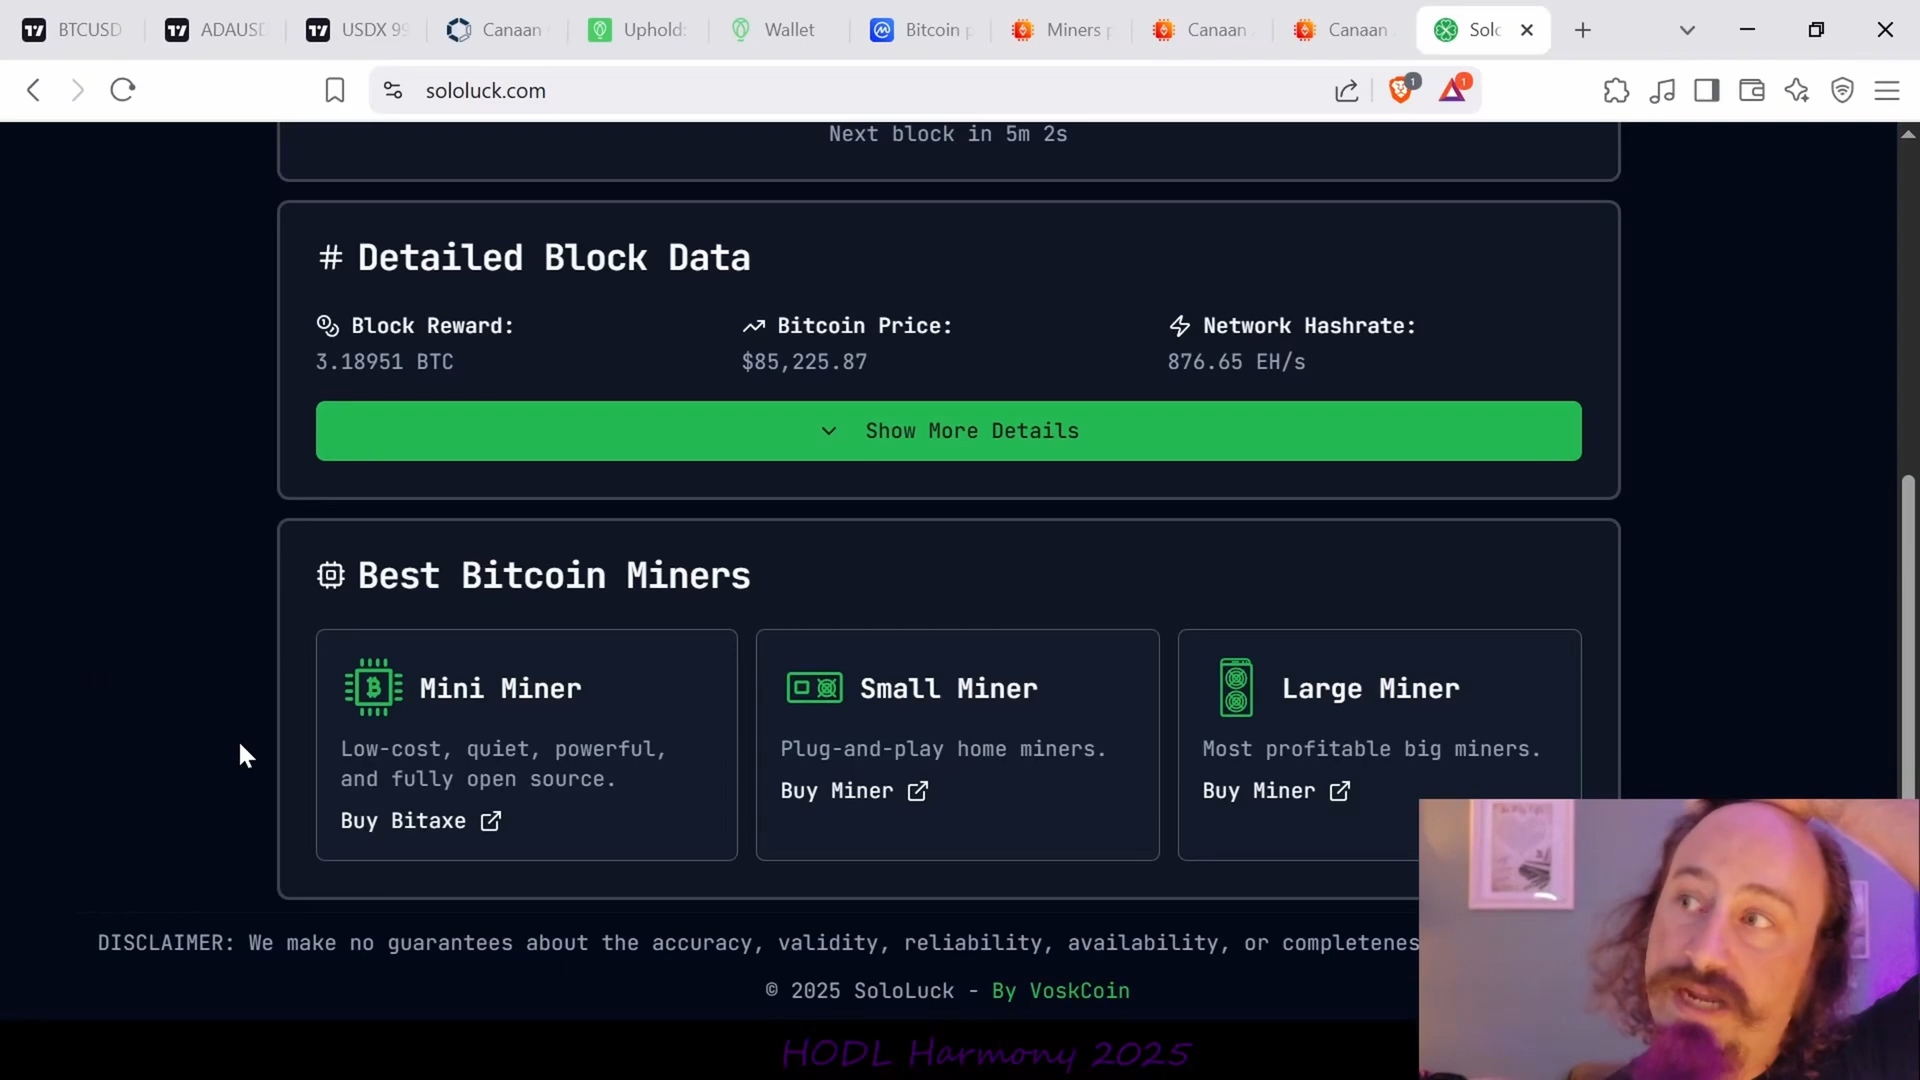 BTCUSD
ADAUSD
USDX 99
Canaan
Uphold:
Wallet
Bitcoin p
Miners p
Canaan
Canaan
Solo
sololuck.com
1
1
Next block in 5m 2s
# Detailed Block Data
Block Reward:
3.18951 BTC
Bitcoin Price:
$85,225.87
Network Hashrate:
876.65 EH/s
Show More Details
Best Bitcoin Miners
Mini Miner
Low-cost, quiet, powerful,
and fully open source.
Buy Bitaxe
Small Miner
Plug-and-play home miners.
Buy Miner
Large Miner
Most profitable big miners.
Buy Miner
DISCLAIMER: We make no guarantees about the accuracy, validity, reliability, availability, or completenes
© 2025 SoloLuck - By VoskCoin
HODL Harmony 2025